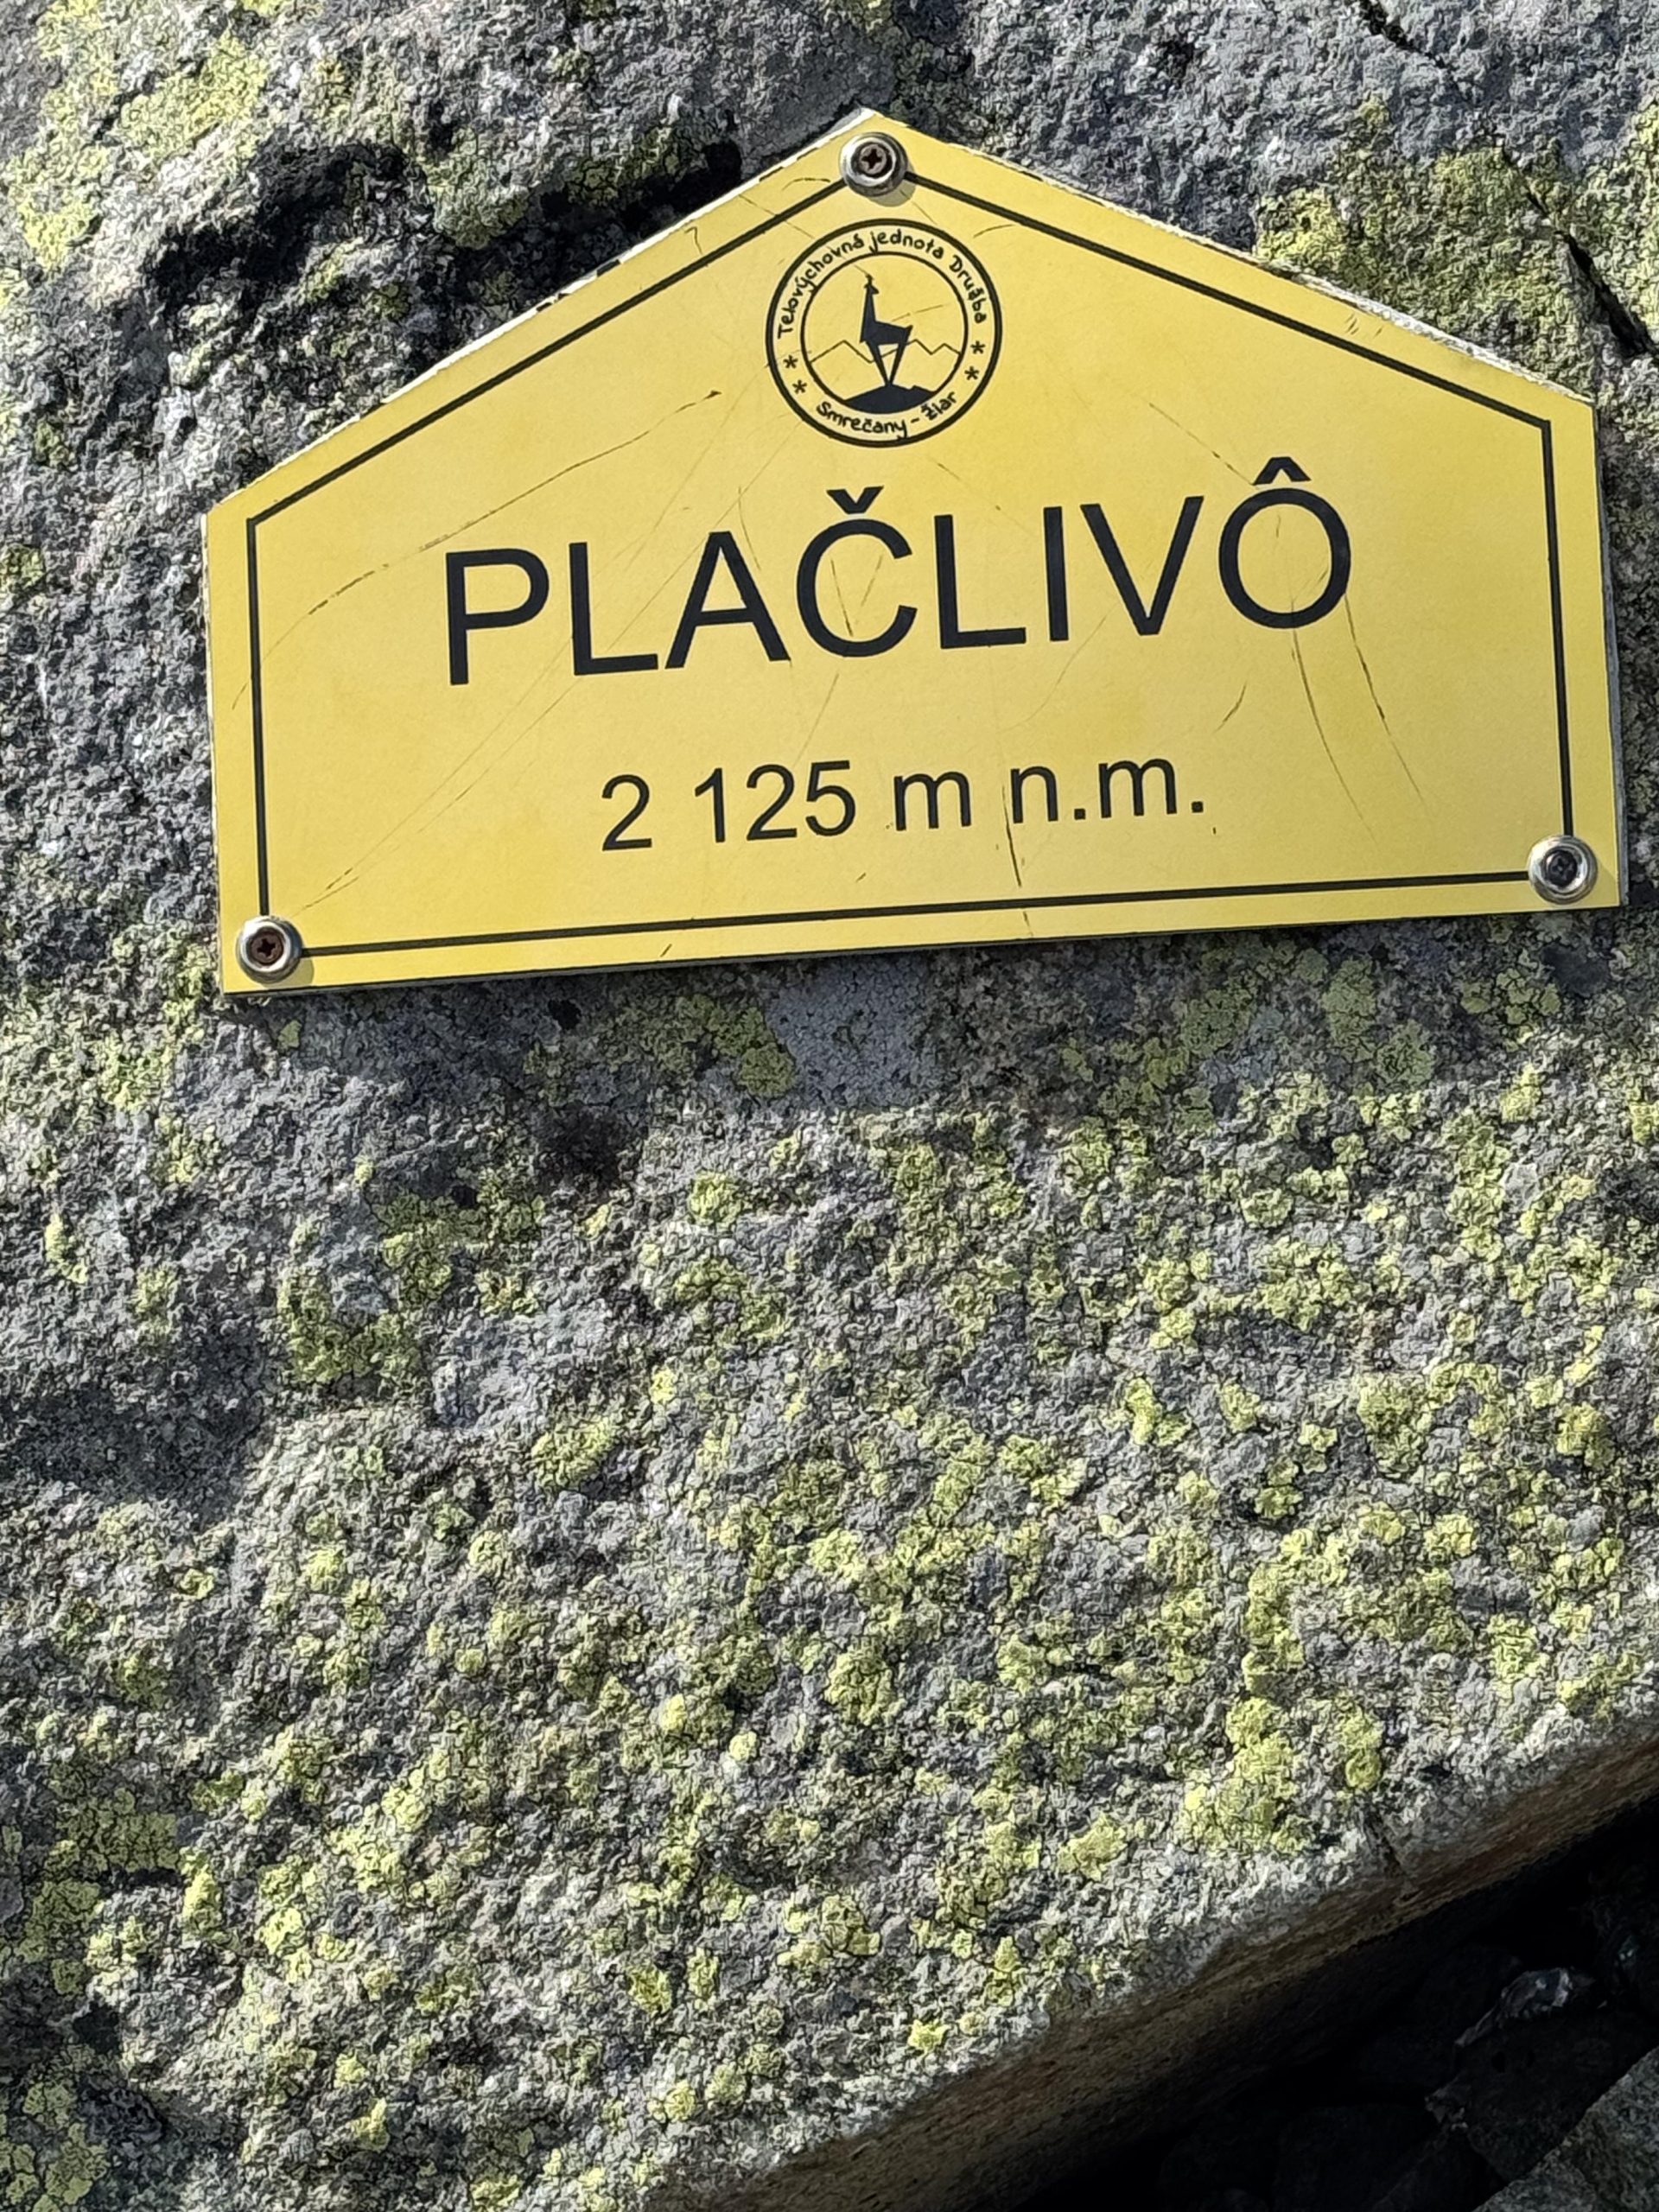 Telovýchovná jednota Družba
* * Smrečany - Žiar * *
PLAČLIVÔ
2 125 m n.m.